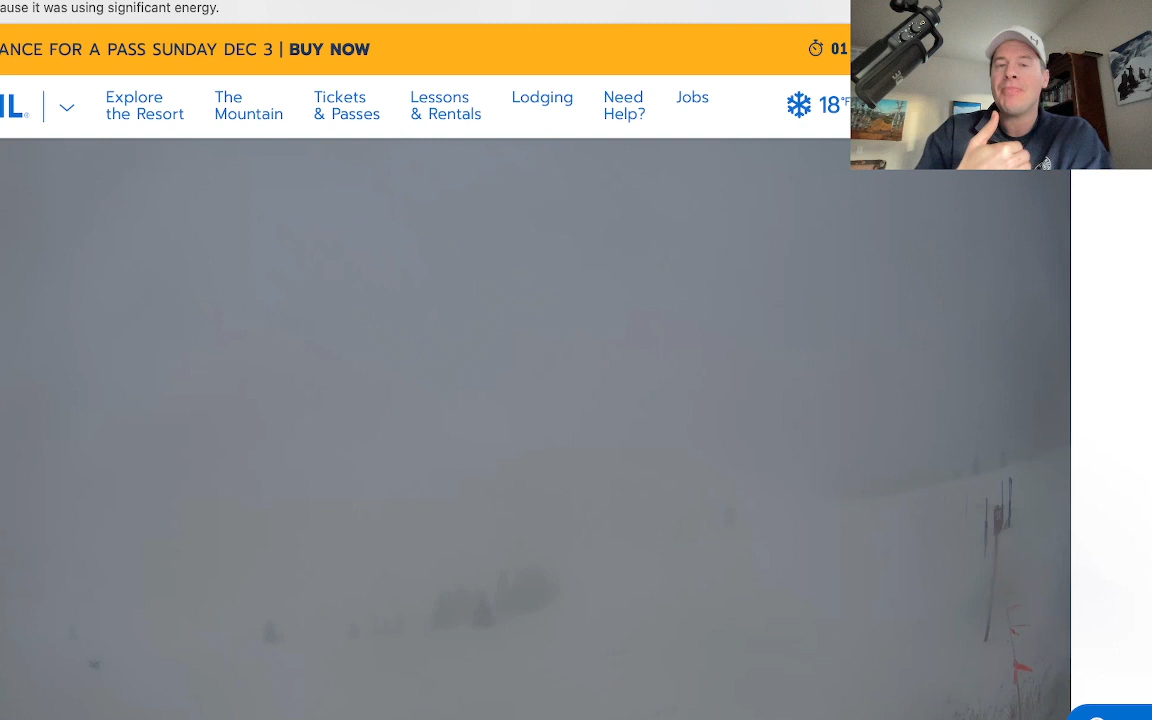 ause it was using significant energy.
ANCE FOR A PASS SUNDAY DEC 3 | BUY NOW
01
IL
Explore
the Resort
The
Mountain
Tickets
& Passes
Lessons
& Rentals
Lodging
Need
Help?
Jobs
18°F